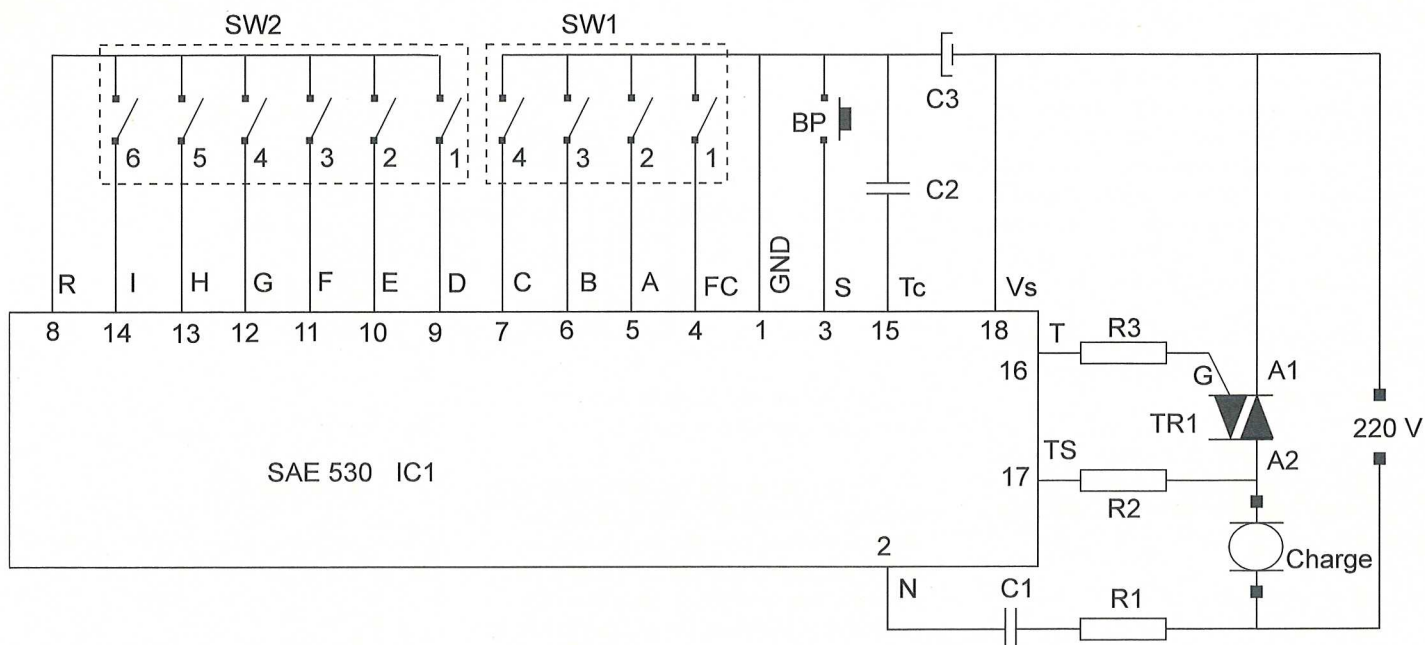 SW2 SW1
C3
BP
6 5 4 3 2 1 4 3 2 1
C2
R I H G F E D C B A FC GND S Tc Vs
8 14 13 12 11 10 9 7 6 5 4 1 3 15 18
T R3
16
G A1
TR1 220 V
TS A2
SAE 530 IC1
17
R2
2
Charge
N C1 R1